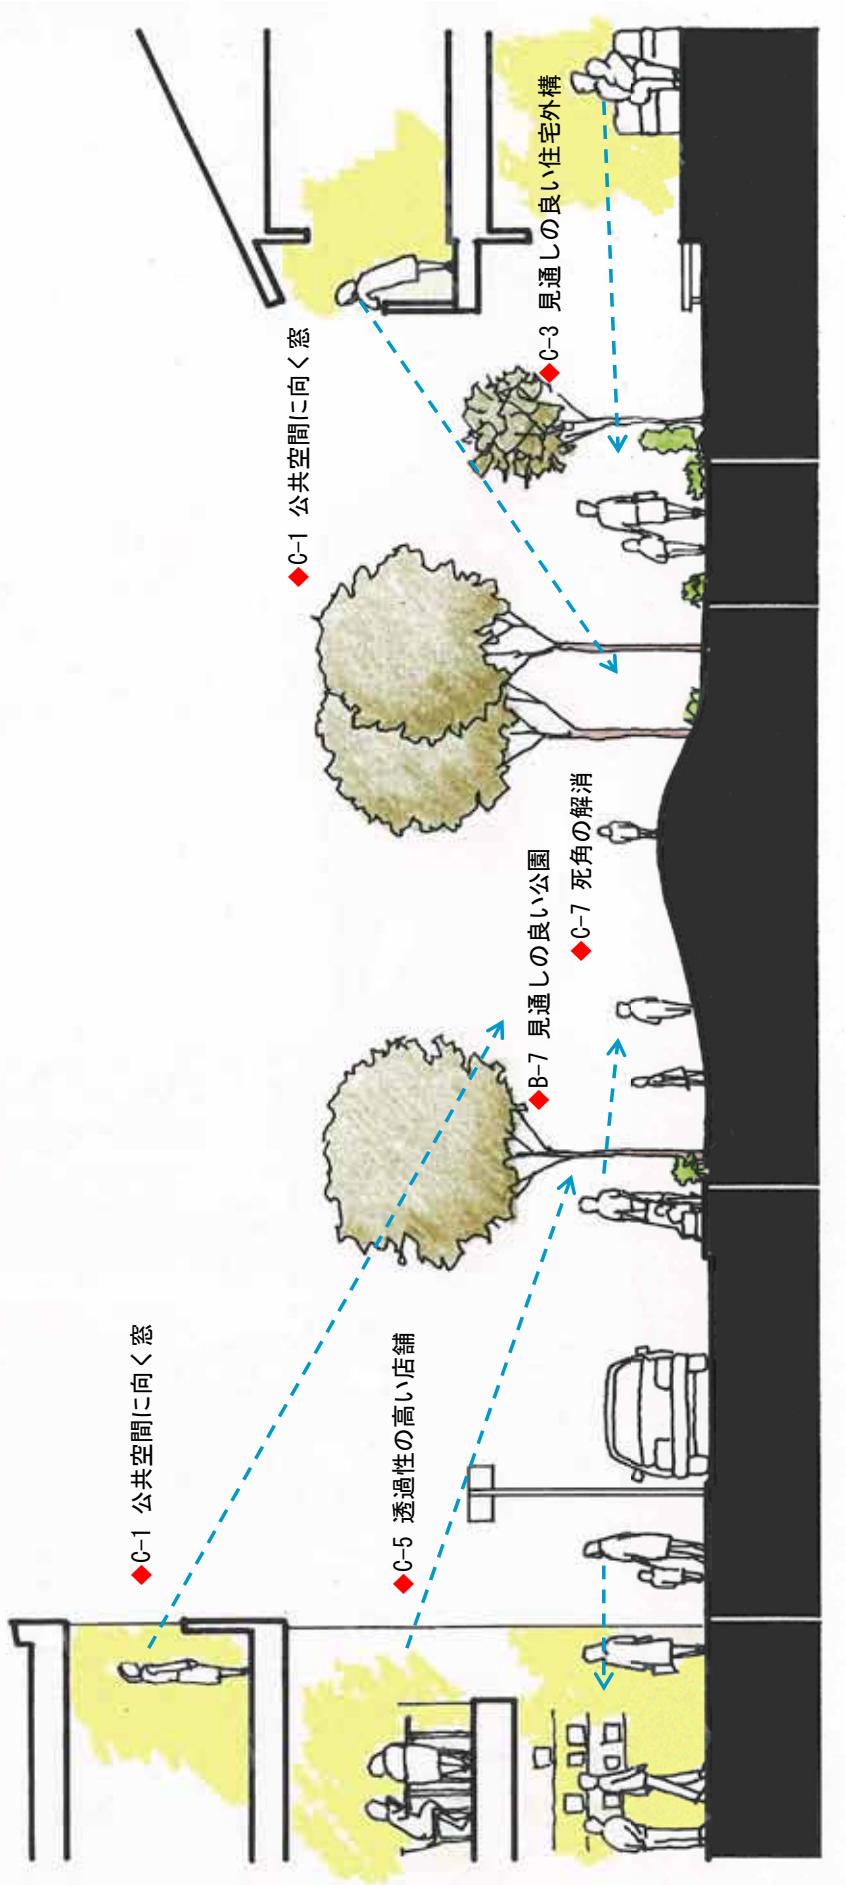 ◆C-1 公共空間に向く窓
◆C-5 透過性の高い店舗
◆B-7 見通しの良い公園
◆C-7 死角の解消
◆C-1 公共空間に向く窓
◆C-3 見通しの良い住宅外構